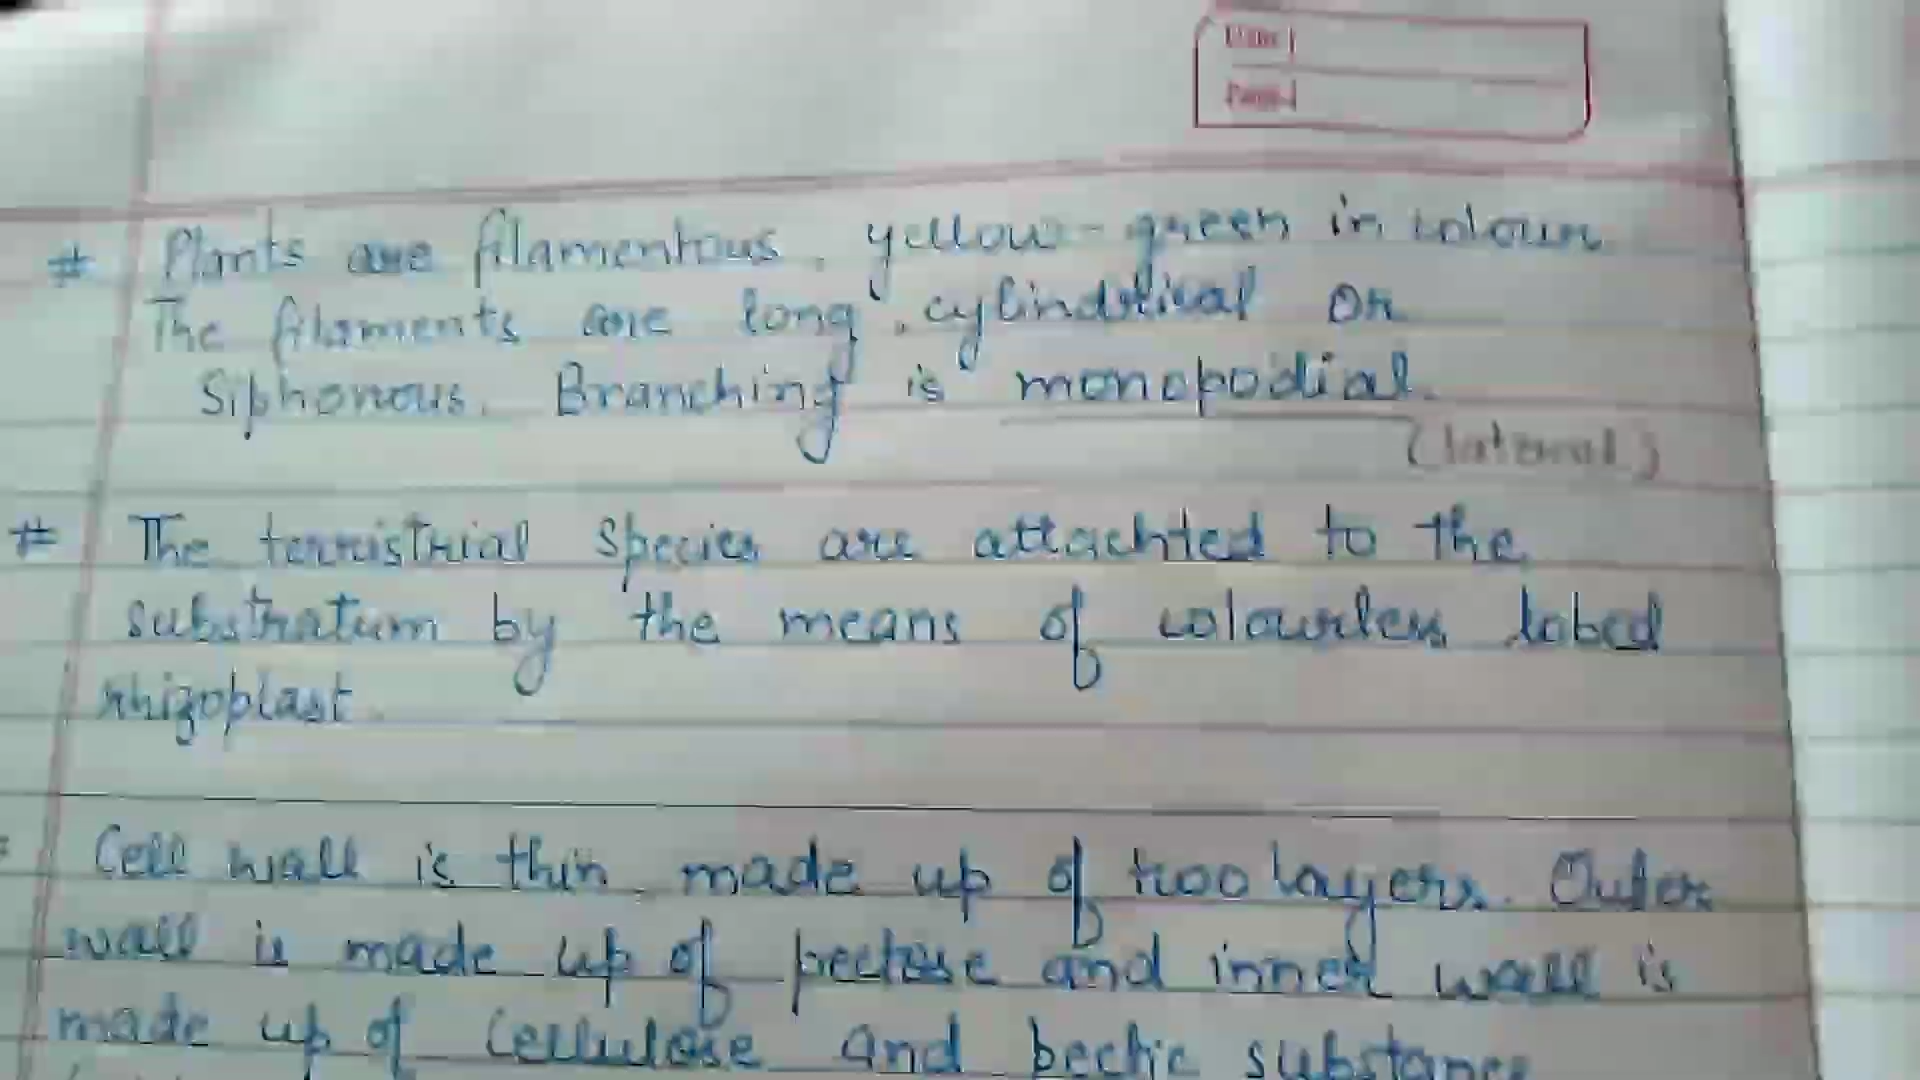 Date
Page
# Plants are filamentous, yellow-green in colour
The filaments are long, cylindrical or
Siphonous. Branching is monopodial.
(lateral)
# The terristrial species are attachted to the
substratum by the means of colourless lobed
rhizoplast.
Cell wall is thin, made up of two layers. Outer
wall is made up of pectose and inner wall is
made up of cellulose and bectic substance